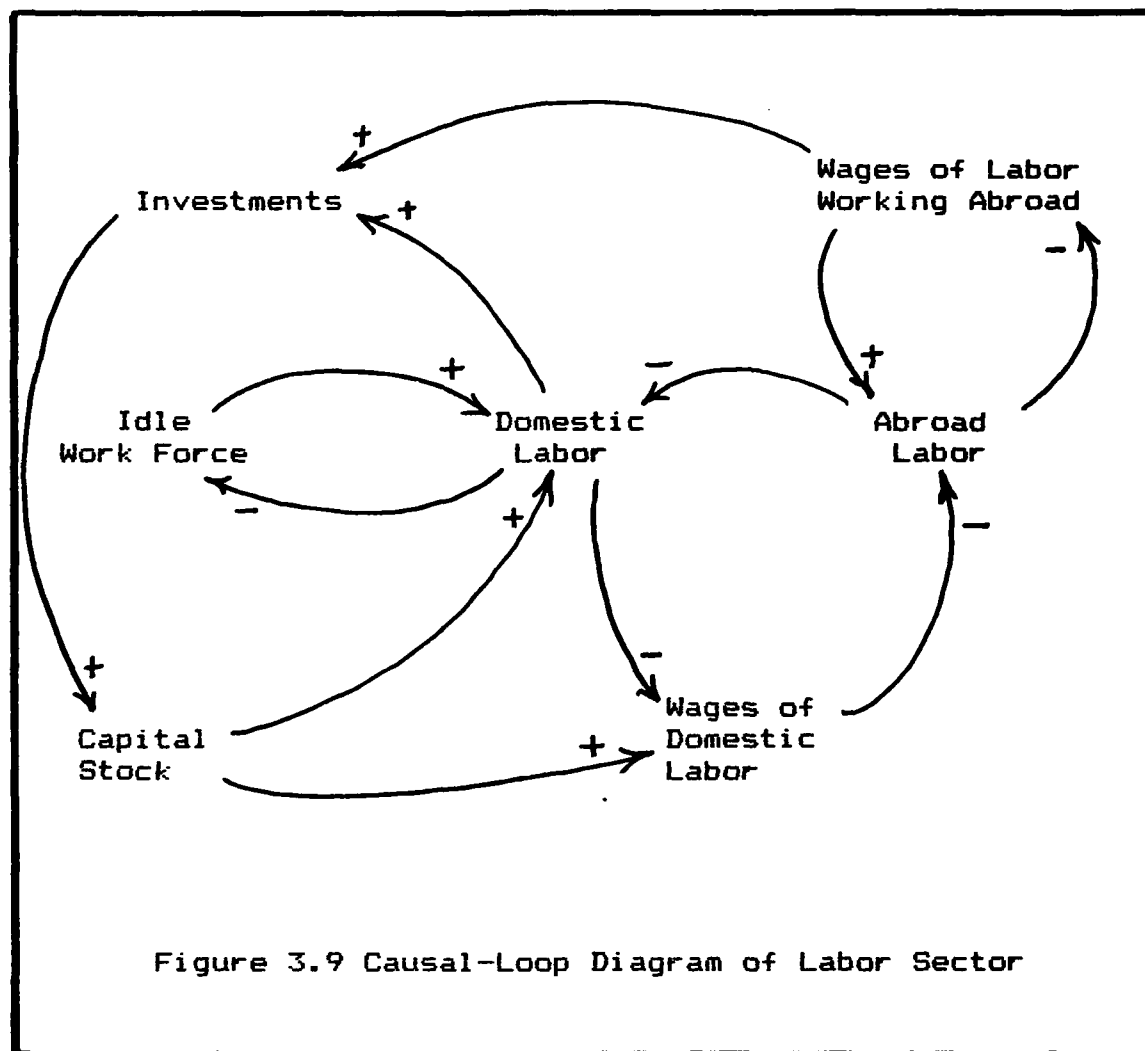 +
Wages of Labor
Working Abroad
Investments
+
-
+
-
+
Idle
Work Force
Domestic
Labor
Abroad
Labor
-
+
-
-
+
Wages of
Domestic
Labor
Capital
Stock
+
Figure 3.9 Causal-Loop Diagram of Labor Sector